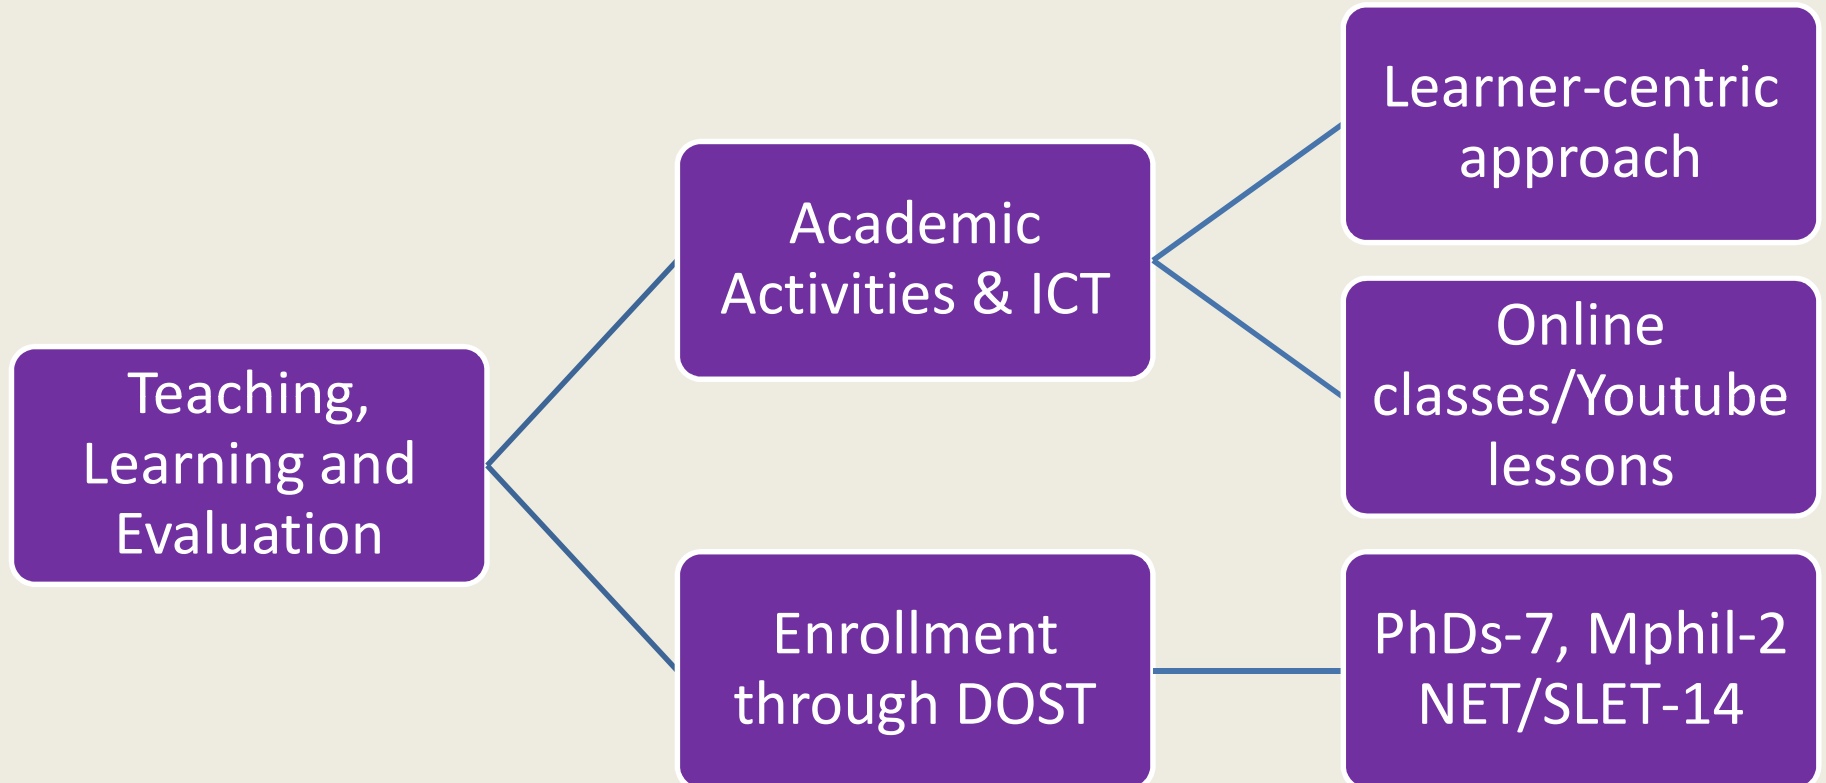 Teaching,
Learning and
Evaluation
Academic
Activities & ICT
Learner-centric
approach
Online
classes/Youtube
lessons
Enrollment
through DOST
PhDs-7, Mphil-2
NET/SLET-14